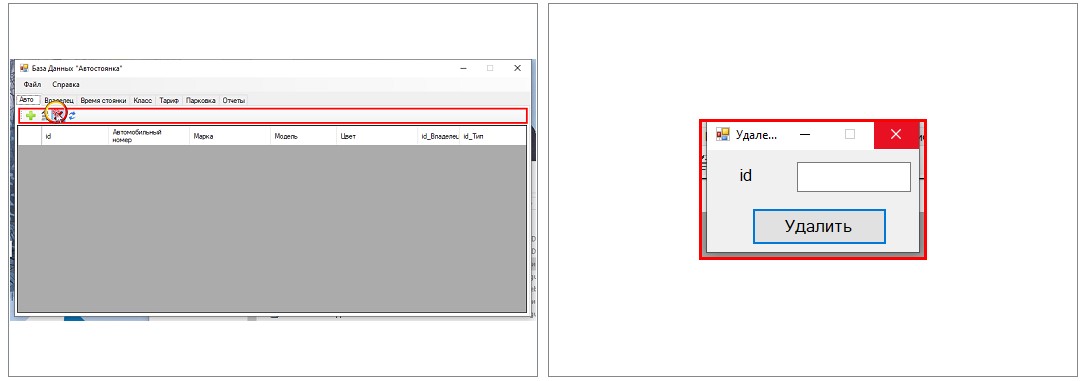 База Данных "Автостоянка"
Файл Справка
Авто Владелец Время стоянки Класс Тариф Парковка Отчеты
id Автомобильный номер Марка Модель Цвет id_Владелец id_Тип
Удале...
id
Удалить